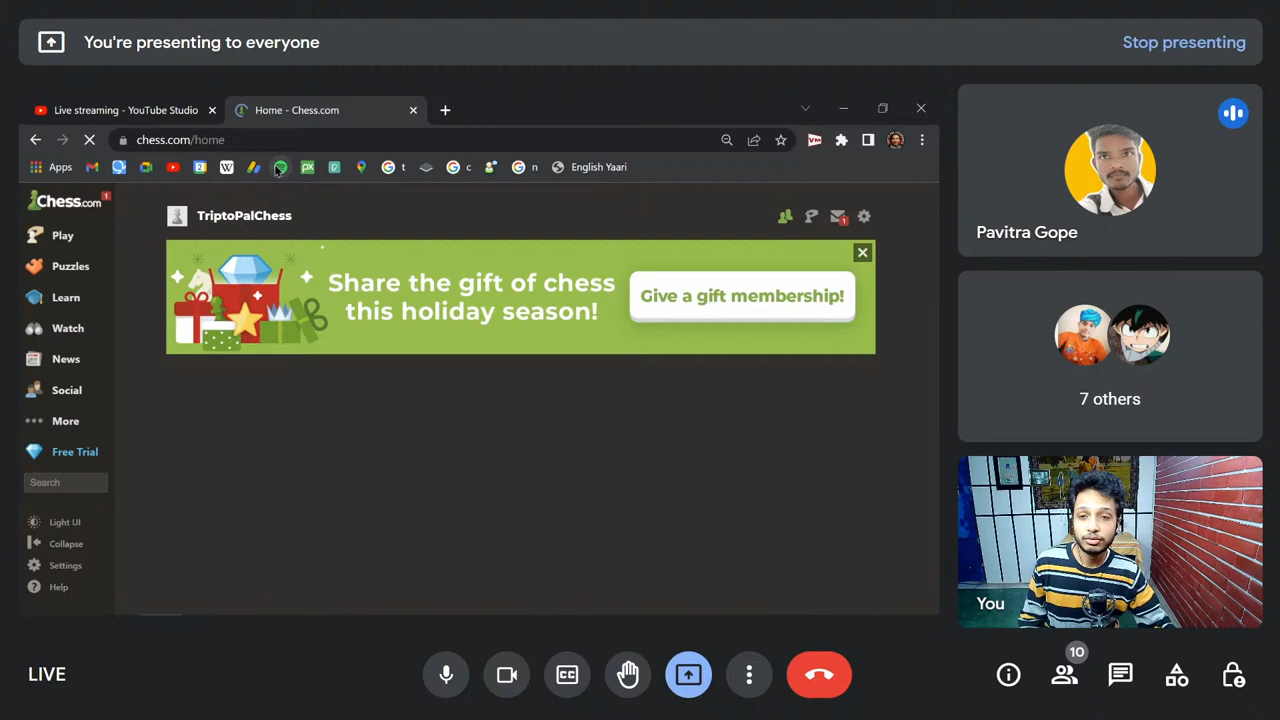 You're presenting to everyone
Stop presenting
Live streaming - YouTube Studio
Home - Chess.com
chess.com/home
Apps
t
c
n
English Yaari
Chess.com
1
Play
Puzzles
Learn
Watch
News
Social
More
Free Trial
Search
Light UI
Collapse
Settings
Help
TriptoPalChess
1
Share the gift of chess
this holiday season!
Give a gift membership!
Pavitra Gope
7 others
You
LIVE
10